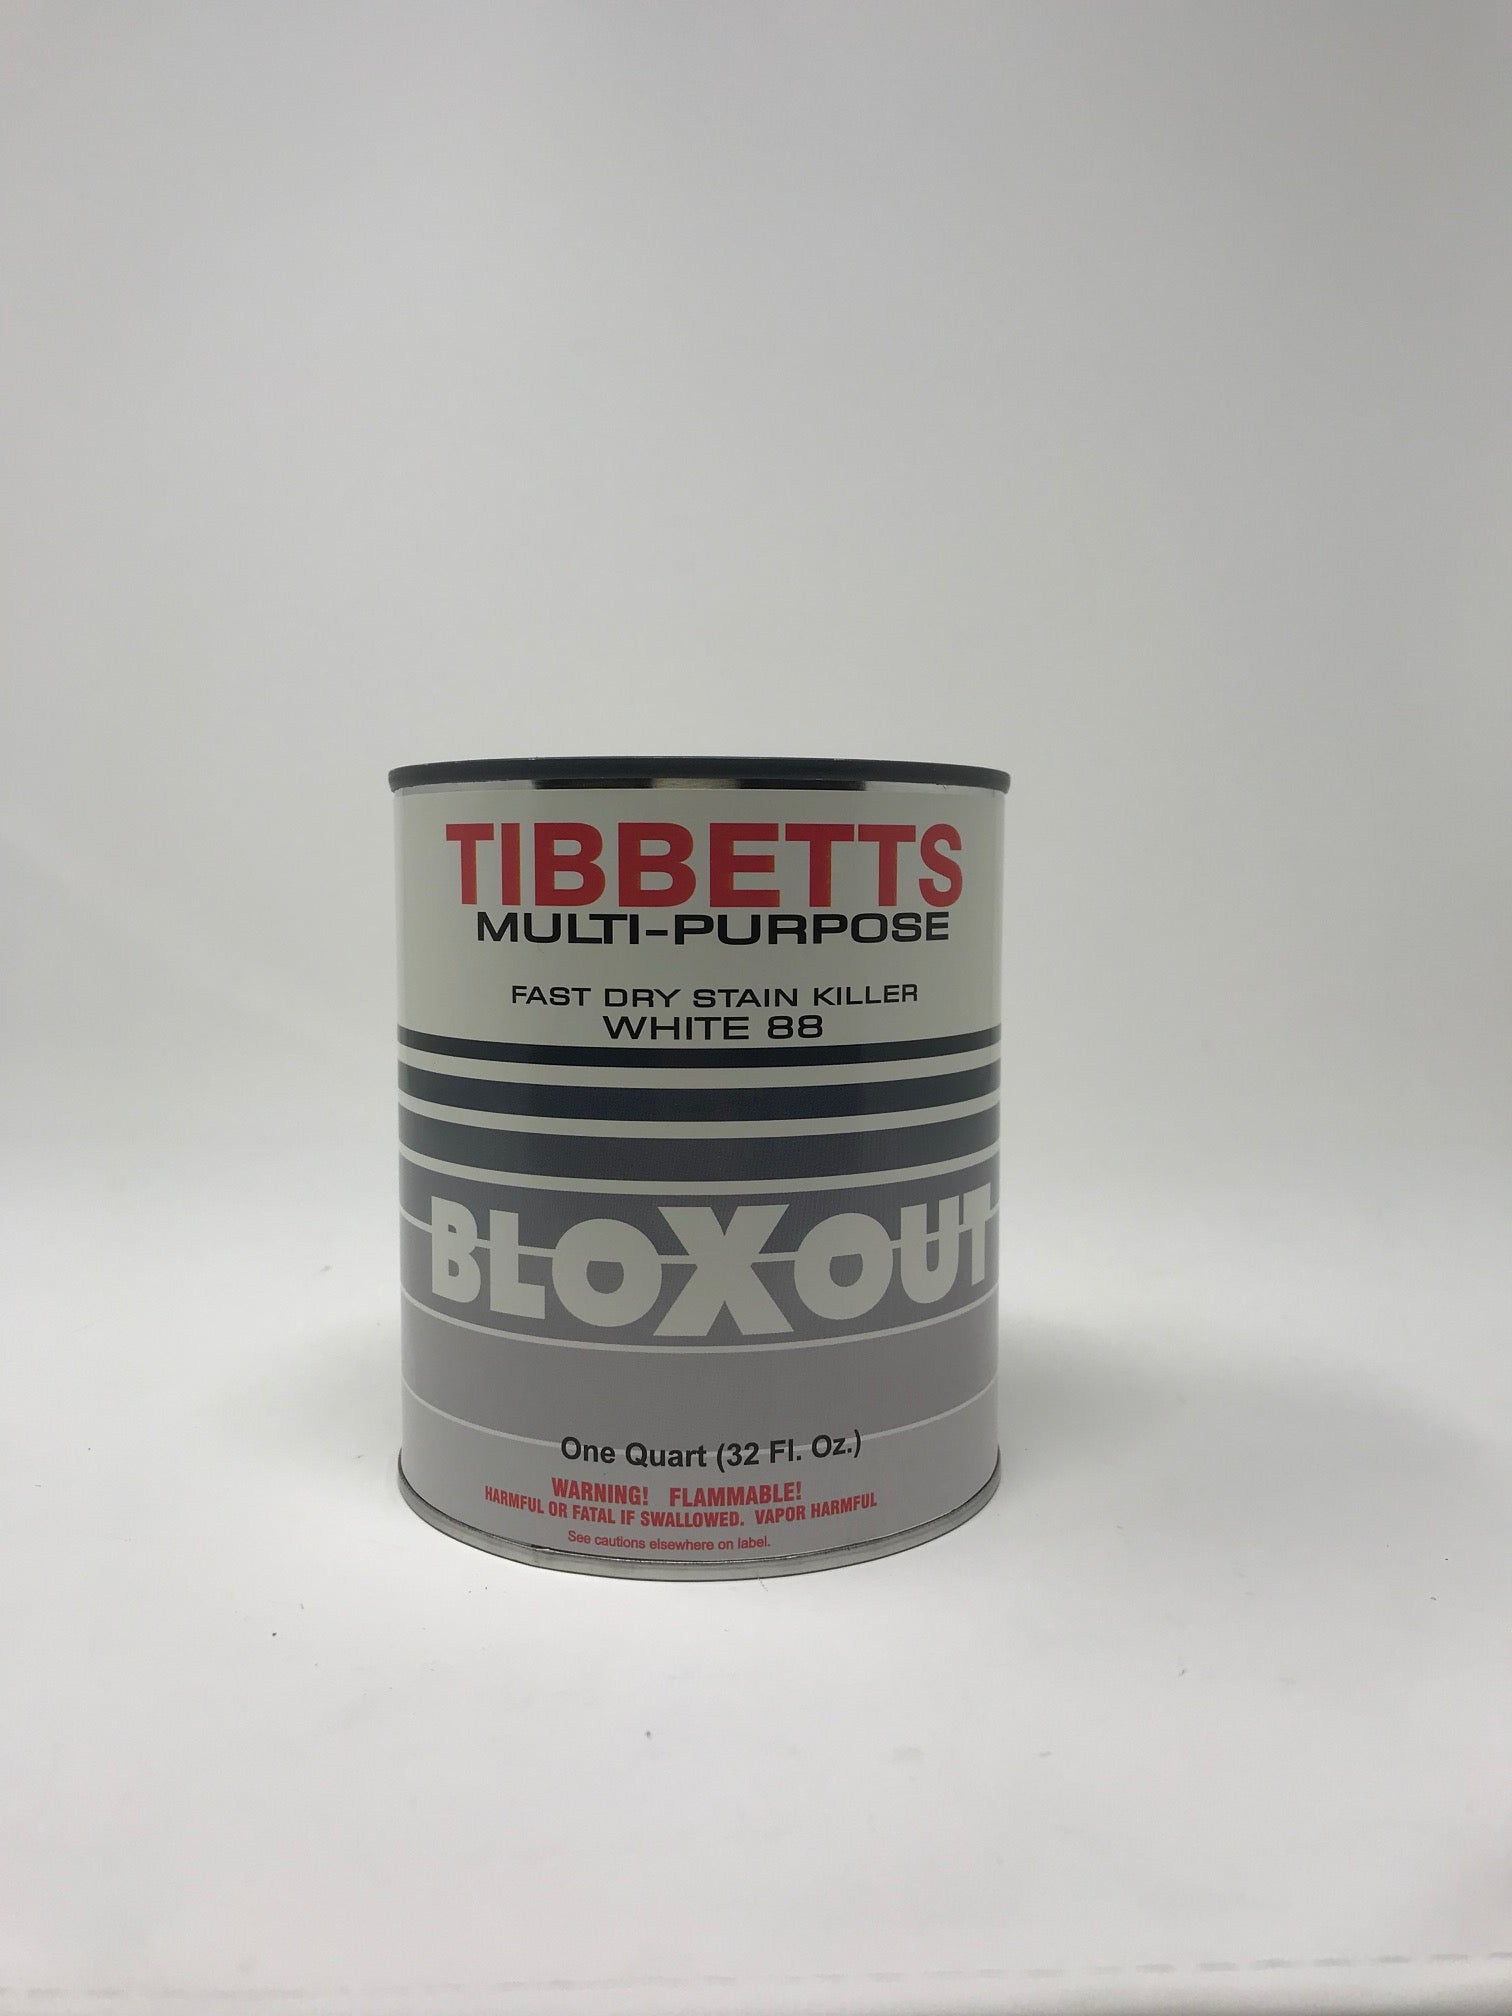 TIBBETTS
MULTI-PURPOSE
FAST DRY STAIN KILLER
WHITE 88
BLOXOUT
One Quart (32 Fl. Oz.)
WARNING! FLAMMABLE!
HARMFUL OR FATAL IF SWALLOWED. VAPOR HARMFUL
See cautions elsewhere on label.